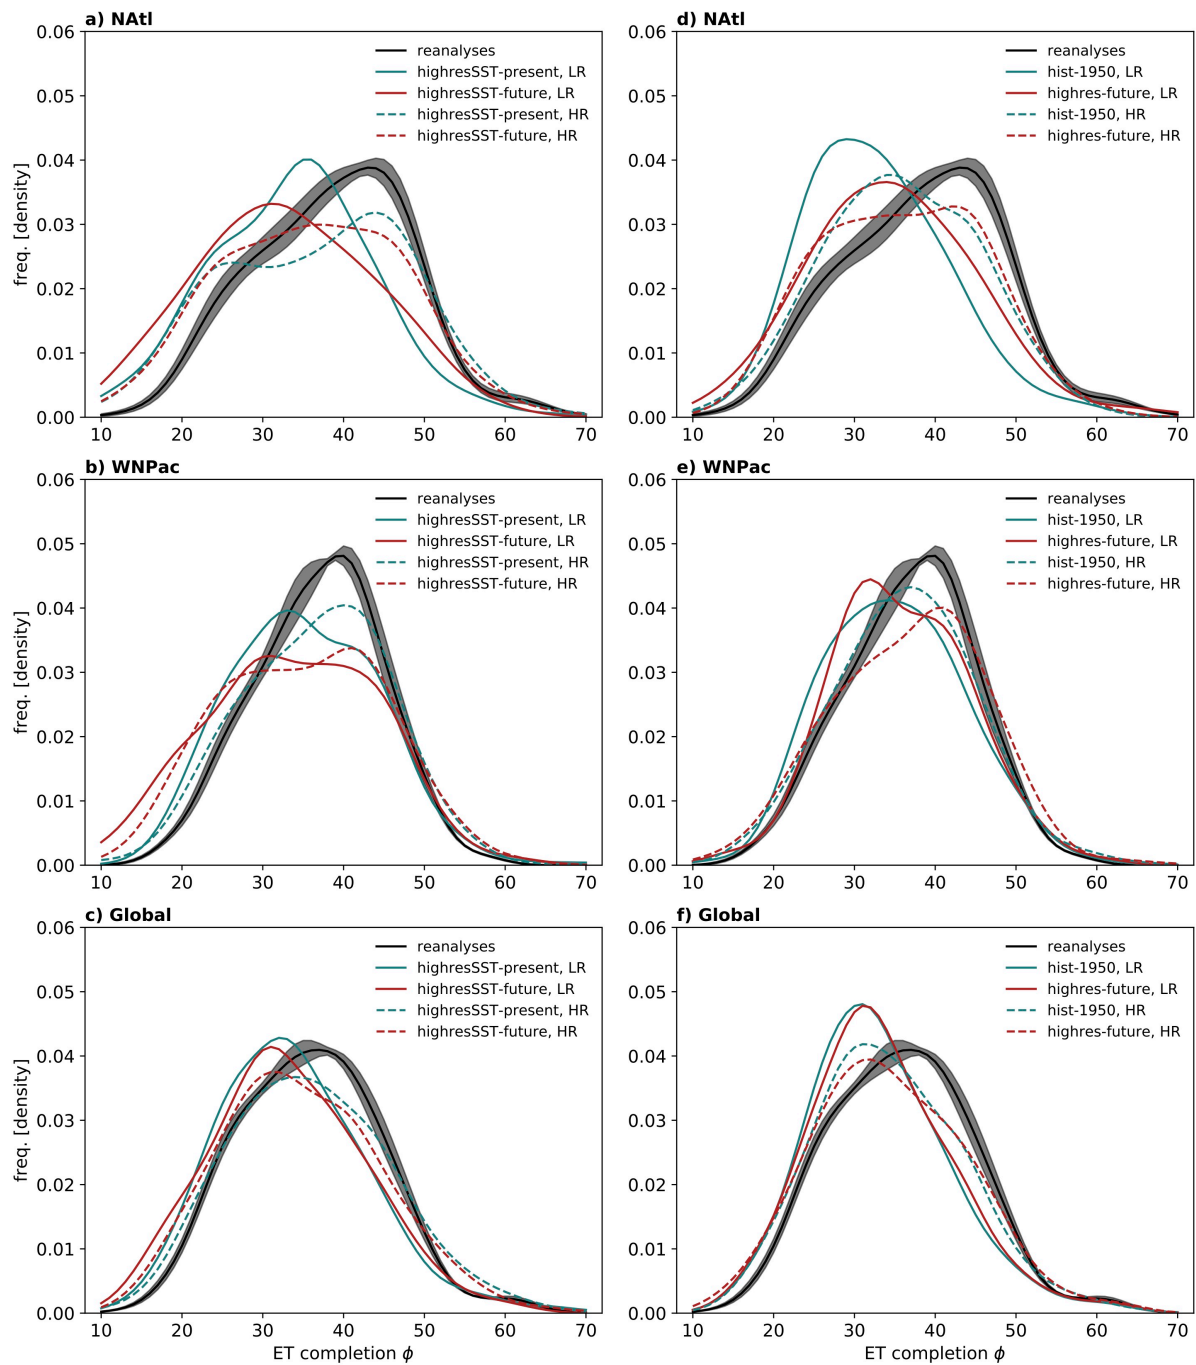 a) NAtl
0.06
0.05
0.04
0.03
0.02
0.01
0.00
freq. [density]
10 20 30 40 50 60 70
reanalyses
highresSST-present, LR
highresSST-future, LR
highresSST-present, HR
highresSST-future, HR
d) NAtl
0.06
0.05
0.04
0.03
0.02
0.01
0.00
10 20 30 40 50 60 70
reanalyses
hist-1950, LR
highres-future, LR
hist-1950, HR
highres-future, HR
b) WNPac
0.06
0.05
0.04
0.03
0.02
0.01
0.00
freq. [density]
10 20 30 40 50 60 70
reanalyses
highresSST-present, LR
highresSST-future, LR
highresSST-present, HR
highresSST-future, HR
e) WNPac
0.06
0.05
0.04
0.03
0.02
0.01
0.00
10 20 30 40 50 60 70
reanalyses
hist-1950, LR
highres-future, LR
hist-1950, HR
highres-future, HR
c) Global
0.06
0.05
0.04
0.03
0.02
0.01
0.00
freq. [density]
10 20 30 40 50 60 70
ET completion ϕ
reanalyses
highresSST-present, LR
highresSST-future, LR
highresSST-present, HR
highresSST-future, HR
f) Global
0.06
0.05
0.04
0.03
0.02
0.01
0.00
10 20 30 40 50 60 70
ET completion ϕ
reanalyses
hist-1950, LR
highres-future, LR
hist-1950, HR
highres-future, HR